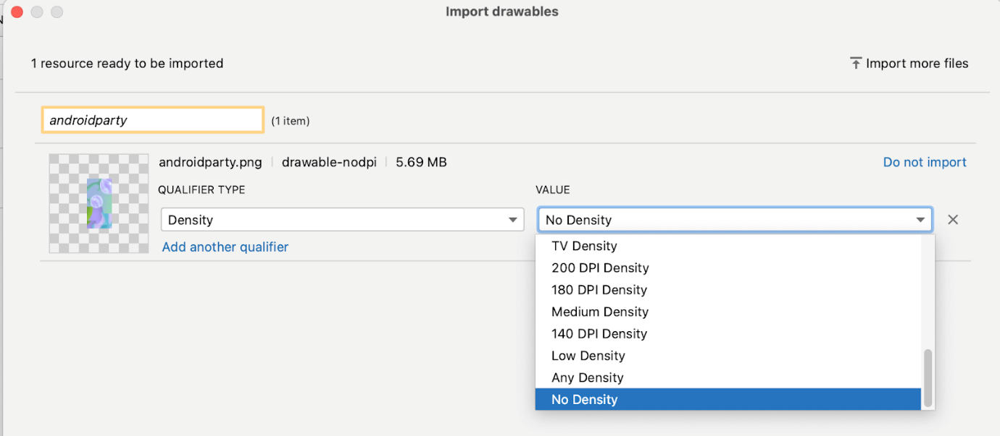 Import drawables
1 resource ready to be imported
Import more files
androidparty (1 item)
androidparty.png drawable-nodpi 5.69 MB Do not import
QUALIFIER TYPE VALUE
Density No Density
Add another qualifier
TV Density
200 DPI Density
180 DPI Density
Medium Density
140 DPI Density
Low Density
Any Density
No Density